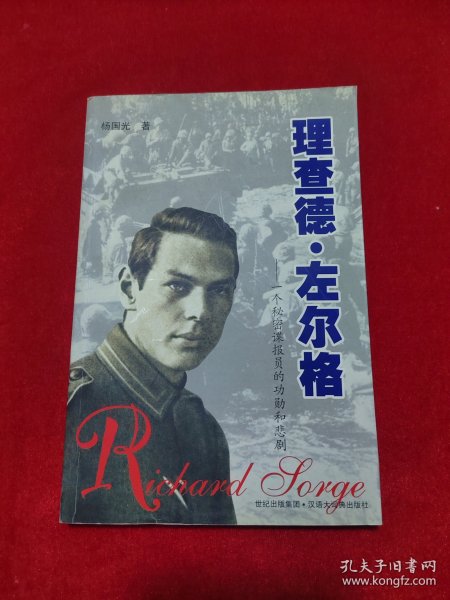 杨国光 著
理查德·左尔格
——一个秘密谍报员的功勋和悲剧
Richard Sorge
世纪出版集团·汉语大词典出版社
孔夫子旧书网
www.kongfz.com